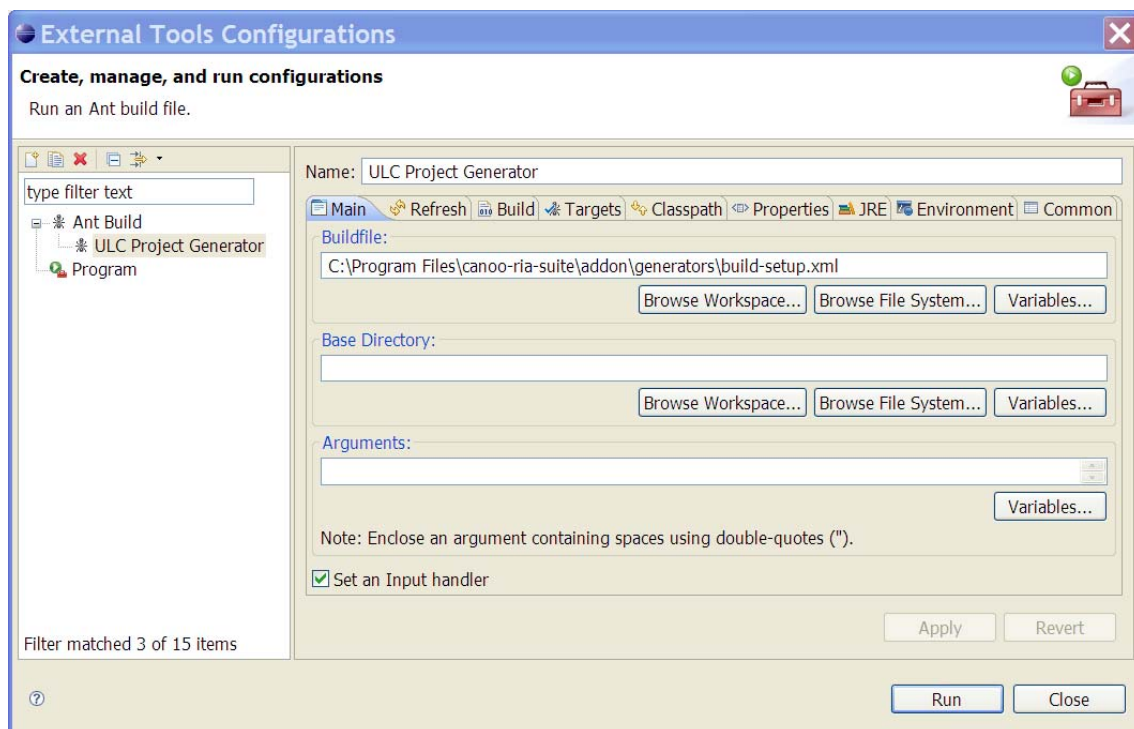 External Tools Configurations
Create, manage, and run configurations
Run an Ant build file.
type filter text
Ant Build
ULC Project Generator
Program
Filter matched 3 of 15 items
Name: ULC Project Generator
Main Refresh Build Targets Classpath Properties JRE Environment Common
Buildfile:
C:\Program Files\canoo-ria-suite\addon\generators\build-setup.xml
Browse Workspace... Browse File System... Variables...
Base Directory:
Browse Workspace... Browse File System... Variables...
Arguments:
Variables...
Note: Enclose an argument containing spaces using double-quotes (").
Set an Input handler
Apply Revert
Run Close